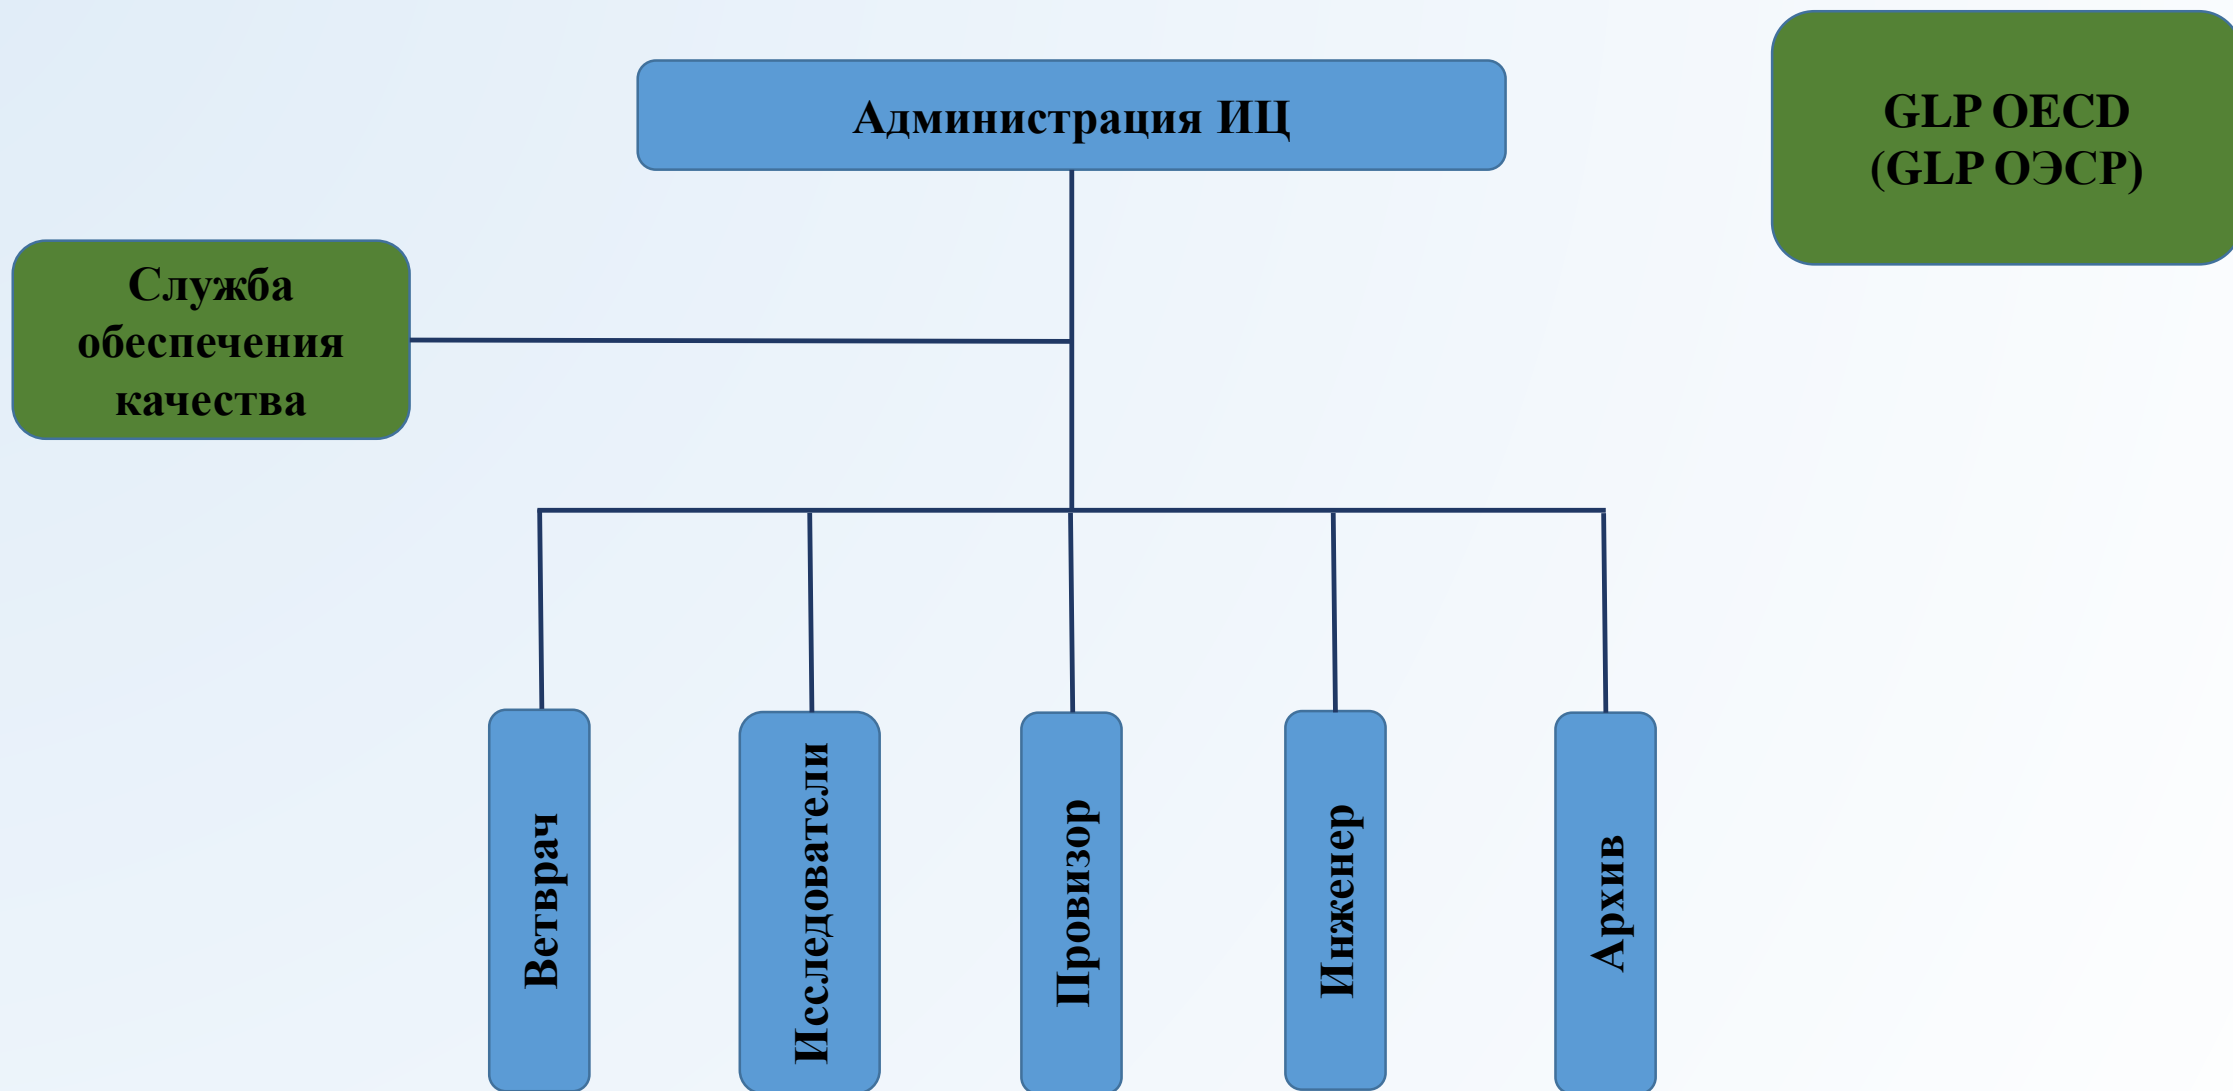 Администрация ИЦ
GLP OECD
(GLP ОЭСР)
Служба
обеспечения
качества
Ветврач
Исследователи
Провизор
Инженер
Архив